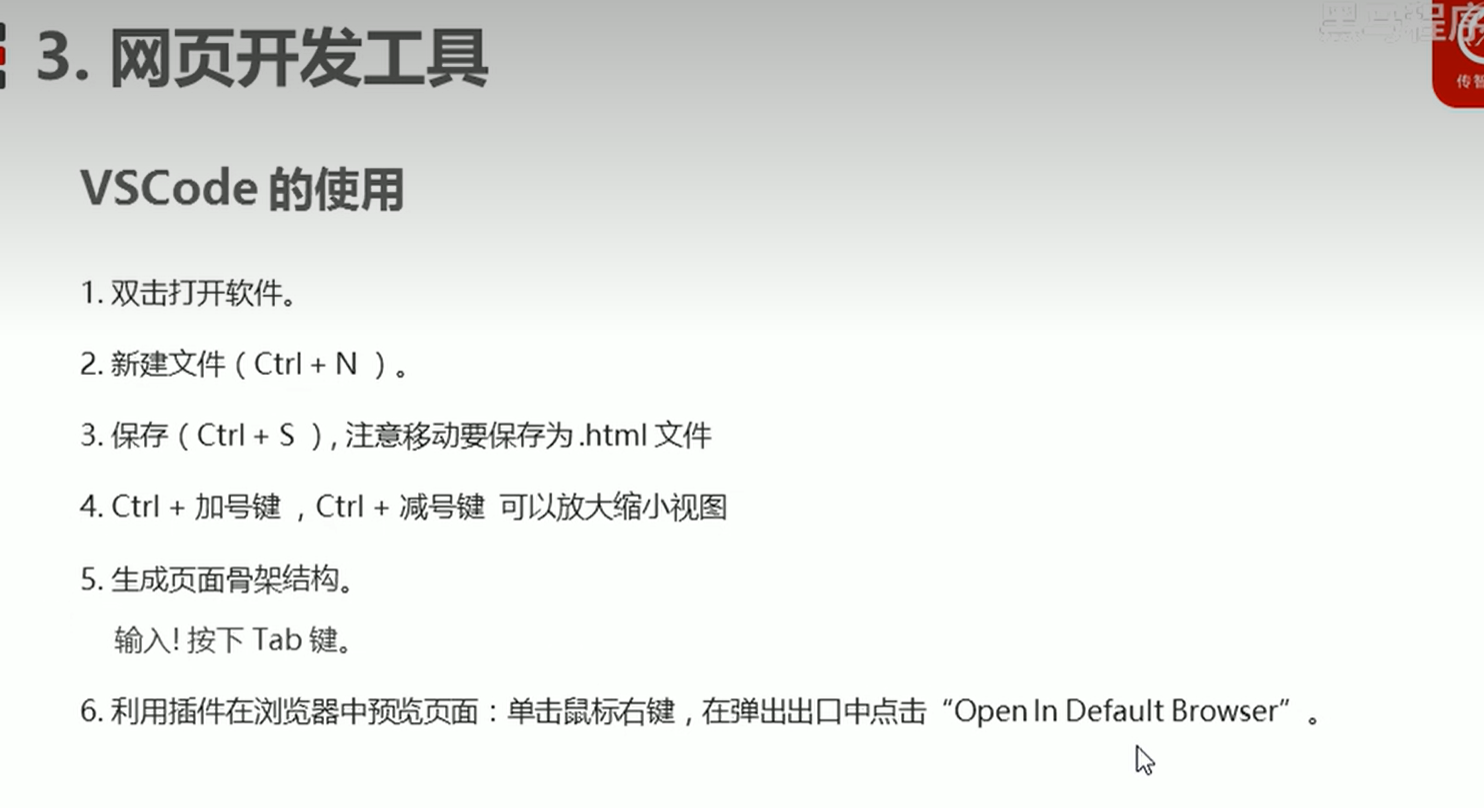 黑马程序
传智
3. 网页开发工具
VSCode 的使用
1. 双击打开软件。
2. 新建文件（Ctrl + N ）。
3. 保存（Ctrl + S ）, 注意移动要保存为 .html 文件
4. Ctrl + 加号键 ，Ctrl + 减号键 可以放大缩小视图
5. 生成页面骨架结构。
输入! 按下 Tab 键。
6. 利用插件在浏览器中预览页面：单击鼠标右键，在弹出出口中点击“Open In Default Browser”。